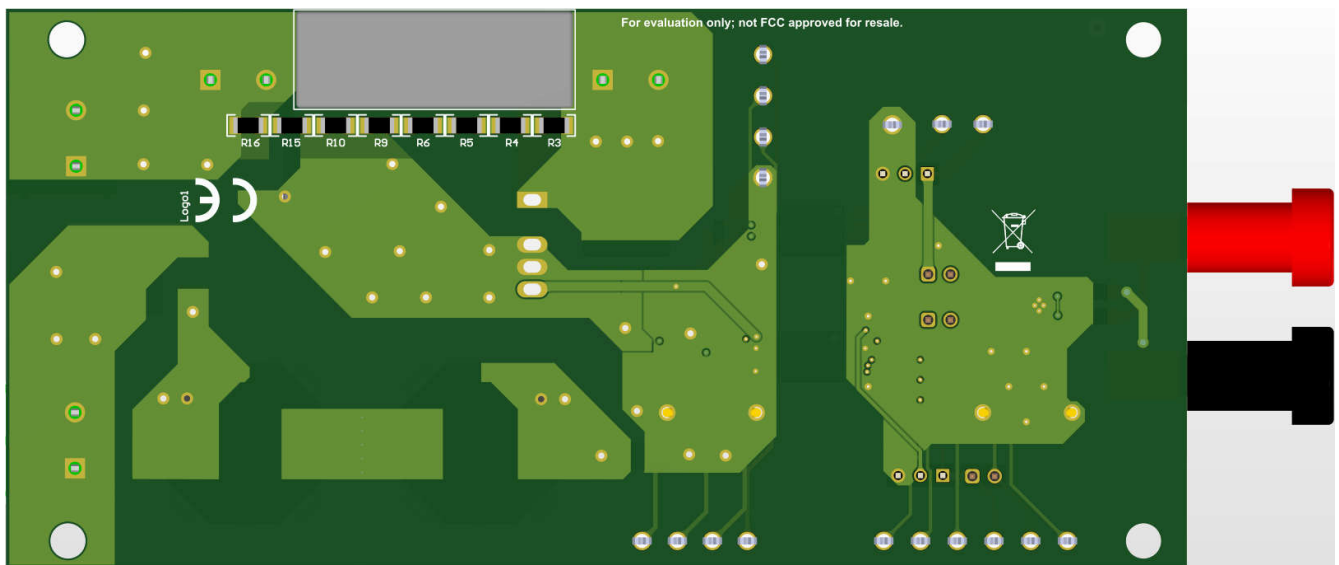 For evaluation only; not FCC approved for resale.
R16 R15 R10 R9 R6 R5 R4 R3
Logo1